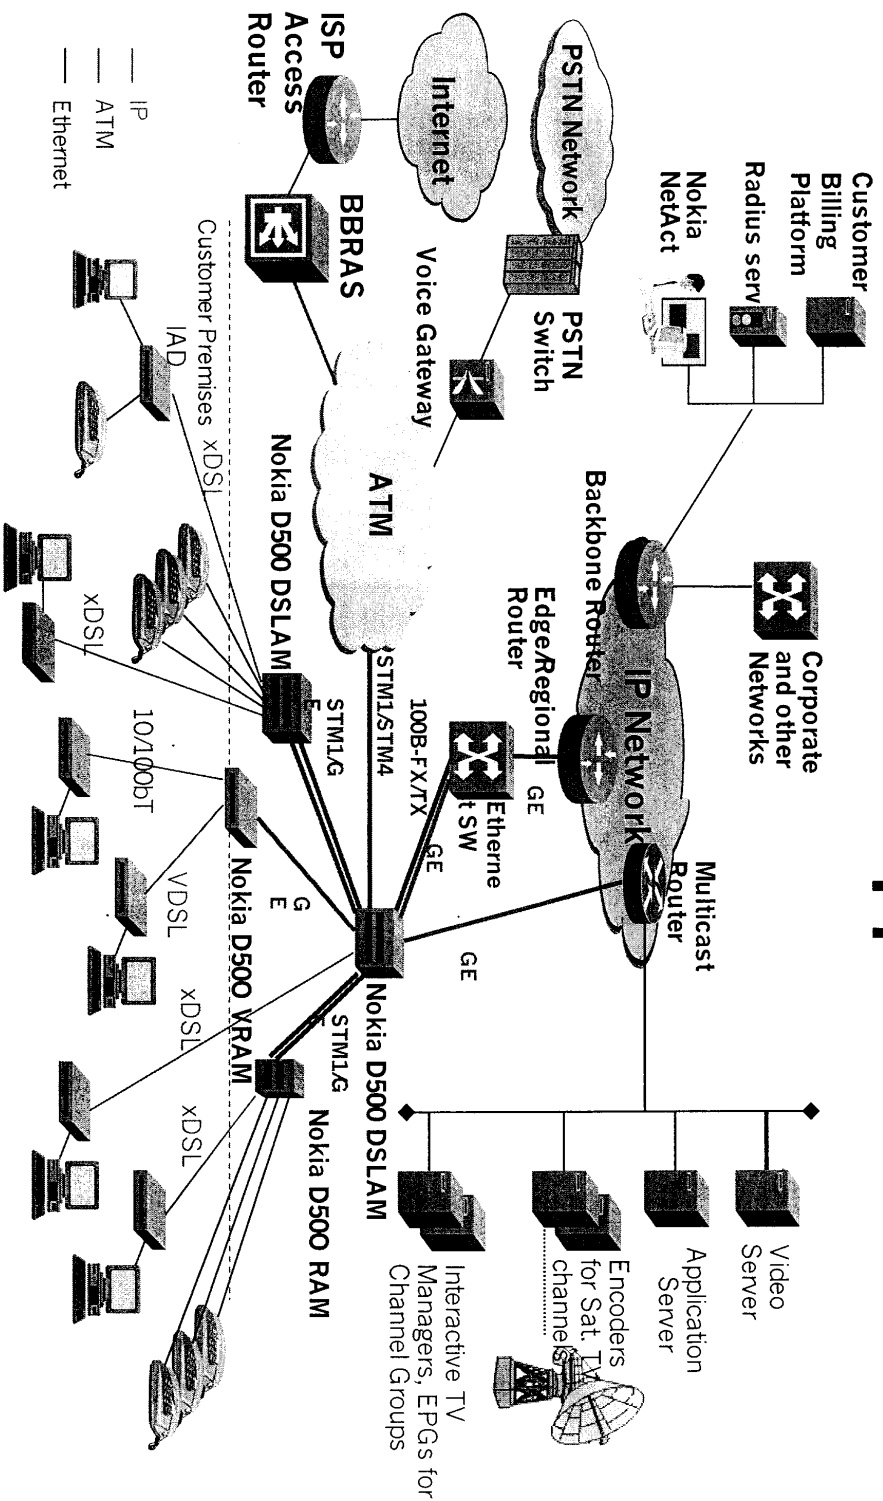 Customer
Billing
Platform
Radius serv
Nokia
NetAct
Corporate
and other
Networks
Video
Server
Application
Server
Encoders
for Sat. TV
channels
Interactive TV
Managers, EPGs for
Channel Groups
PSTN Network
PSTN
Switch
Internet
Voice Gateway
ISP
Access
Router
BBRAS
ATM
Backbone Router
IP Network
Edge/Regional
Router
Multicast
Router
GE
Etherne
t SW
100B-FX/TX
GE
GE
STM1/STM4
STM1/G
E
Nokia D500 DSLAM
Nokia D500 DSLAM
G
E
STM1/G
E
Nokia D500 RAM
Nokia D500 VRAM
Customer Premises
xDSL
IAD
xDSL
10/100bT
VDSL
xDSL
xDSL
IP
ATM
Ethernet